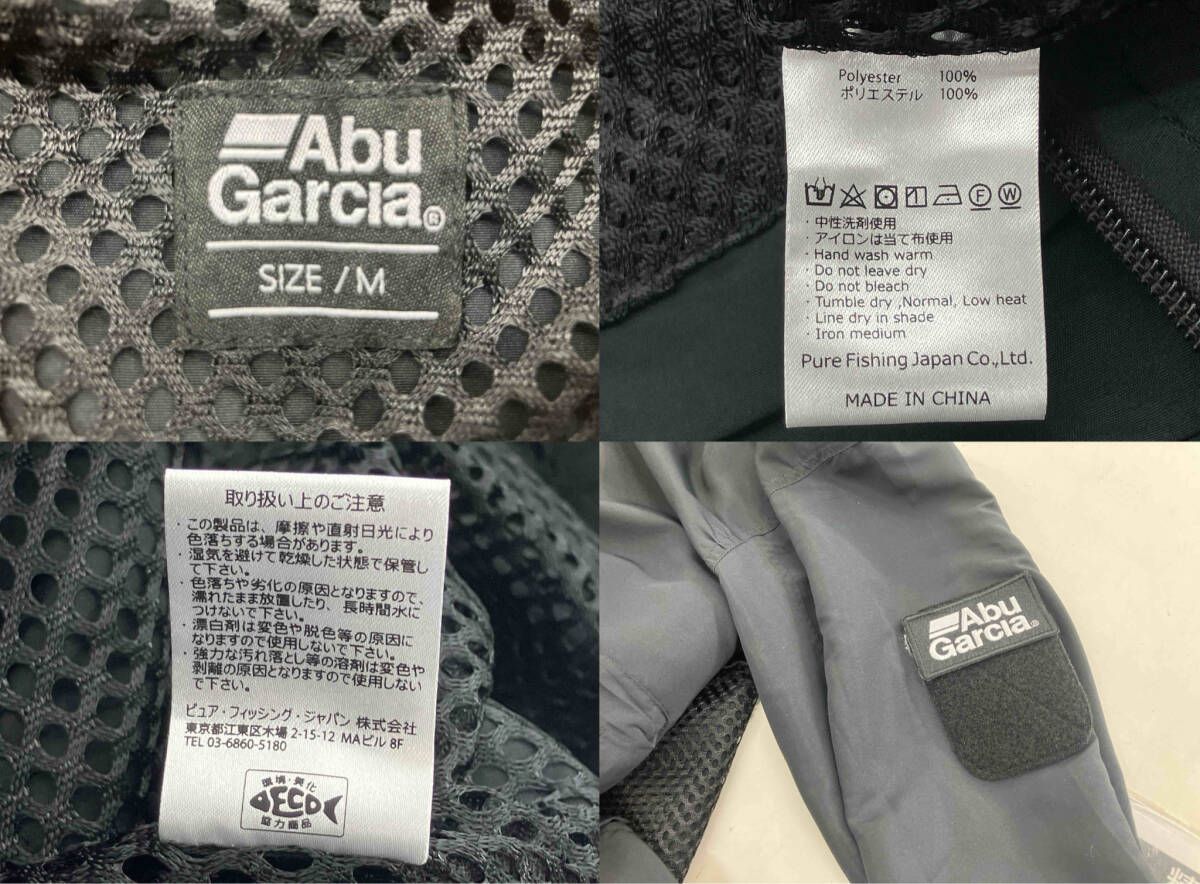 Abu
Garcia®
SIZE / M
Polyester 100%
ポリエステル 100%
・中性洗剤使用
・アイロンは当て布使用
・Hand wash warm
・Do not leave dry
・Do not bleach
・Tumble dry ,Normal, Low heat
・Line dry in shade
・Iron medium
Pure Fishing Japan Co.,Ltd.
MADE IN CHINA
取り扱い上のご注意
・この製品は、摩擦や直射日光により
色落ちする場合があります。
・湿気を避けて乾燥した状態で保管し
て下さい。
・色落ちや劣化の原因となりますので、
濡れたまま放置したり、長時間水に
つけないで下さい。
・漂白剤は変色や脱色等の原因に
なりますので使用しないで下さい。
・強力な汚れ落とし等の溶剤は変色や
剥離の原因となりますので使用しない
で下さい。
ピュア・フィッシング・ジャパン 株式会社
東京都江東区木場 2-15-12 MAビル 8F
TEL 03-6860-5180
環境・美化
ECO
協力商品
Abu
Garcia®